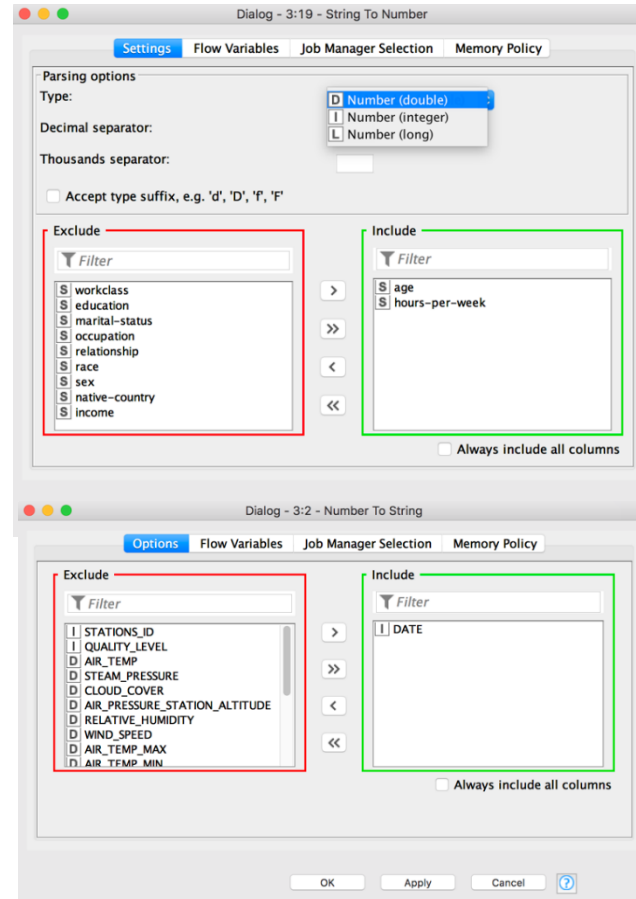 Dialog - 3:19 - String To Number
Settings Flow Variables Job Manager Selection Memory Policy
Parsing options
Type:
D Number (double)
I Number (integer)
L Number (long)
Decimal separator:
Thousands separator:
Accept type suffix, e.g. 'd', 'D', 'f', 'F'
Exclude
Filter
S workclass
S education
S marital-status
S occupation
S relationship
S race
S sex
S native-country
S income
>
>>
<
<<
Include
Filter
S age
S hours-per-week
Always include all columns
Dialog - 3:2 - Number To String
Options Flow Variables Job Manager Selection Memory Policy
Exclude
Filter
I STATIONS_ID
I QUALITY_LEVEL
D AIR_TEMP
D STEAM_PRESSURE
D CLOUD_COVER
D AIR_PRESSURE_STATION_ALTITUDE
D RELATIVE_HUMIDITY
D WIND_SPEED
D AIR_TEMP_MAX
D AIR_TEMP_MIN
>
>>
<
<<
Include
Filter
I DATE
Always include all columns
OK Apply Cancel ?